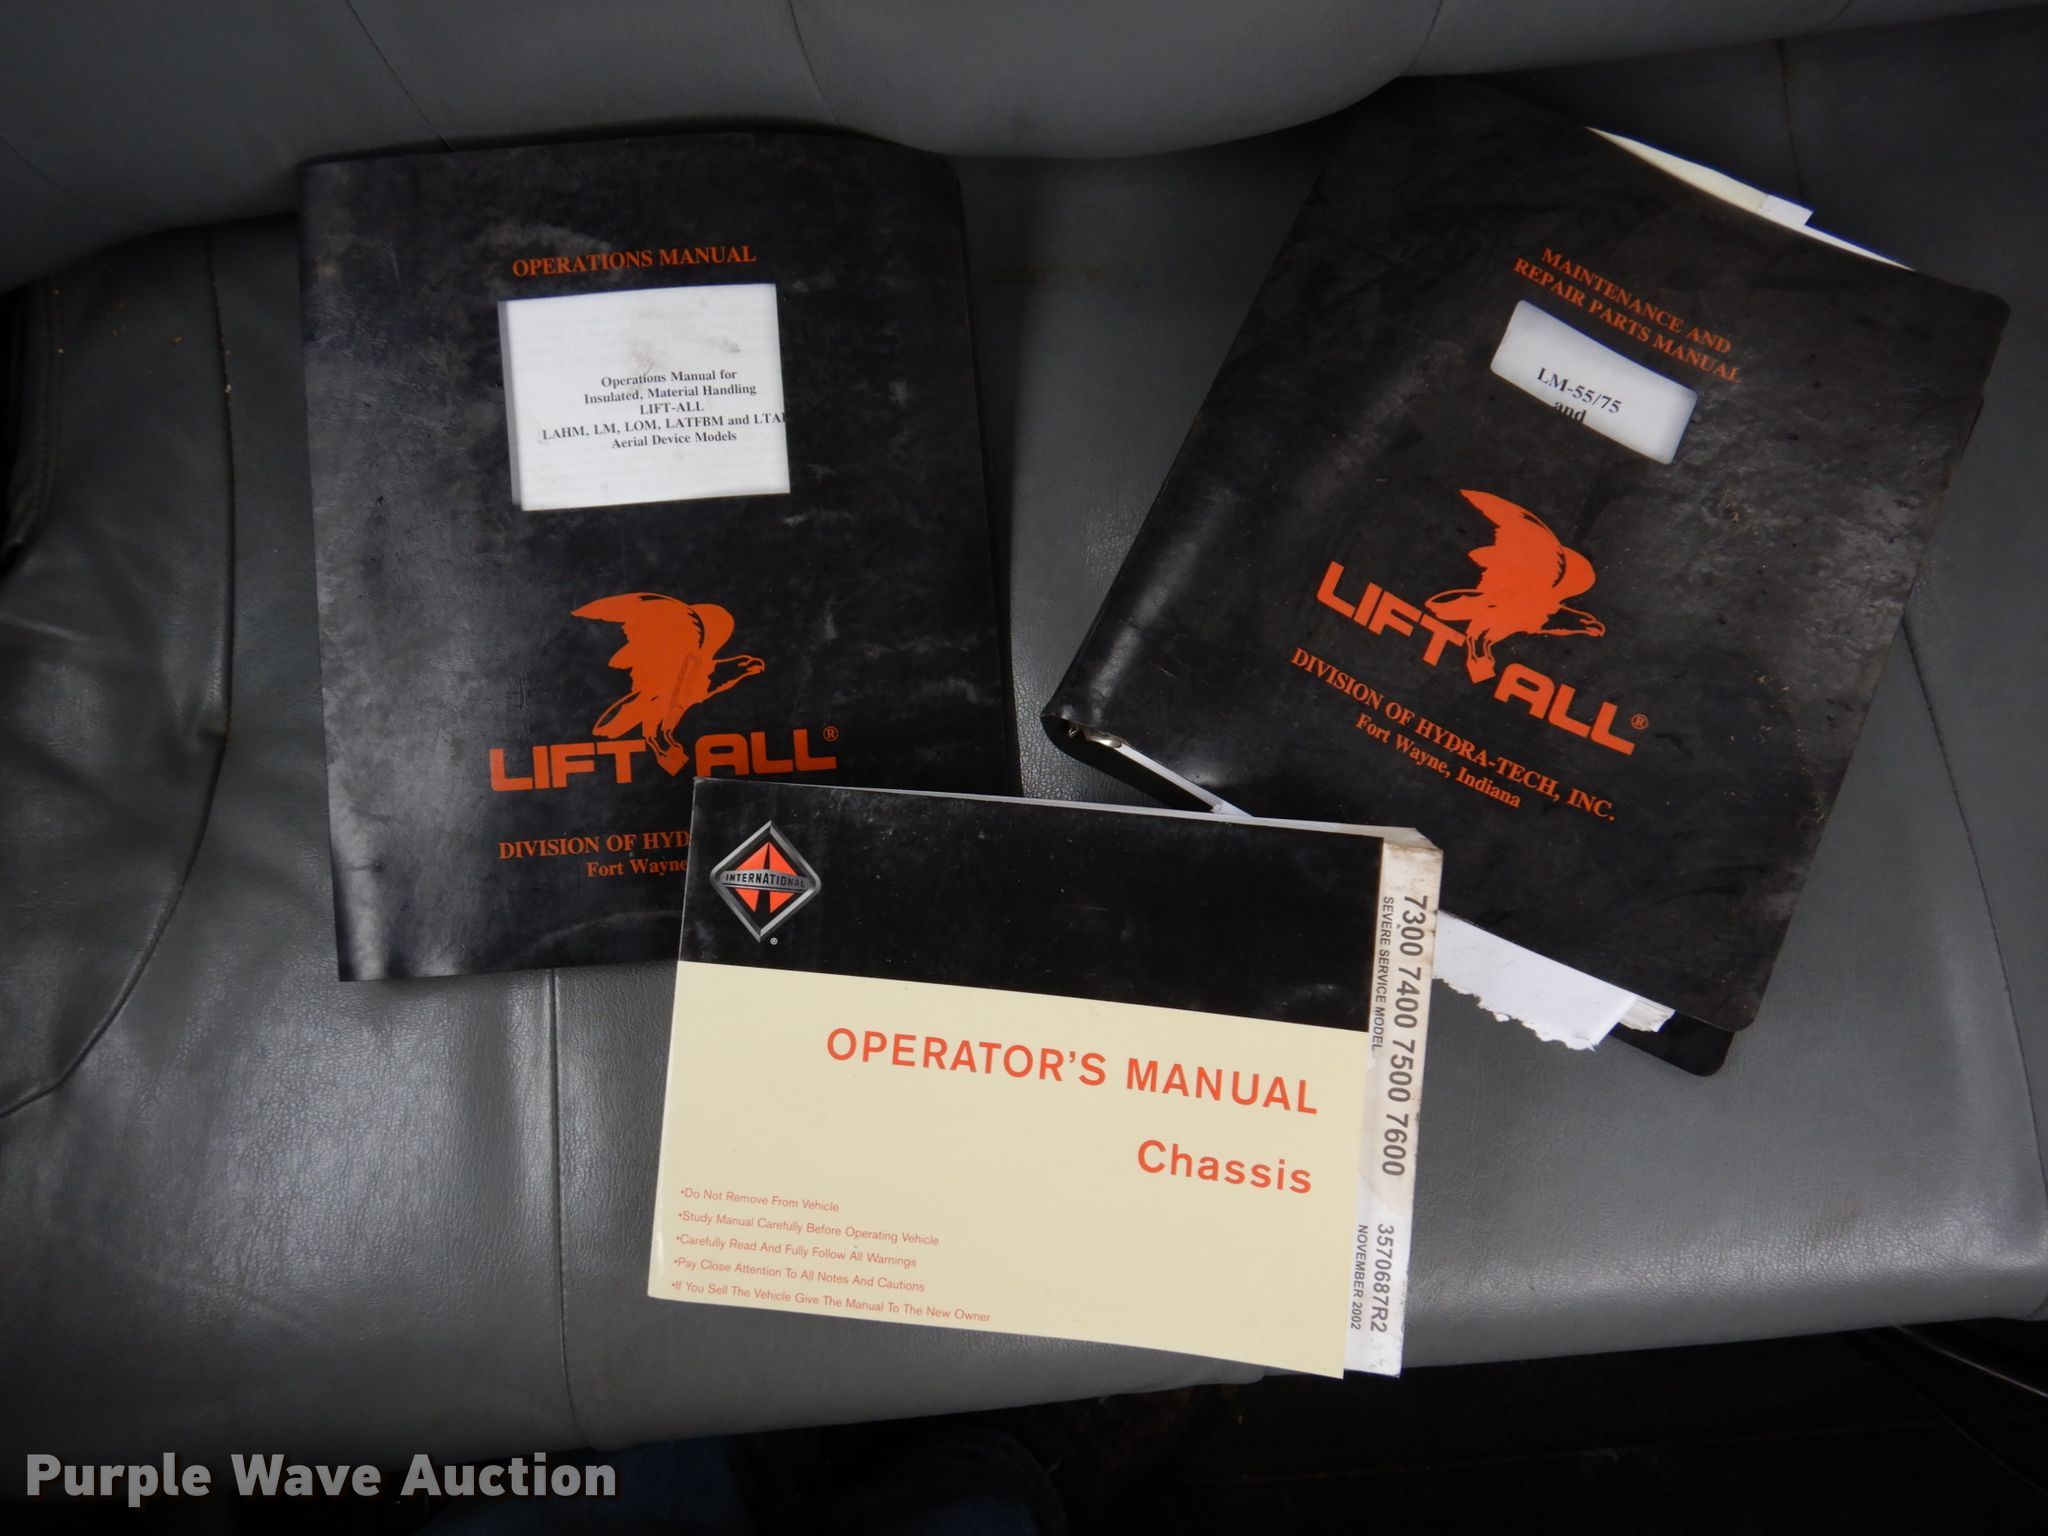 OPERATIONS MANUAL
Operations Manual for
Insulated, Material Handling
LIFT-ALL
LAHM, LM, LOM, LATFBM and
Aerial Device Models
LIFT ALL®
DIVISION OF
Fort Wayne
MAINTENANCE AND
REPAIR PARTS MANUAL
LM-55/75
and
LIFT ALL®
DIVISION OF HYDRA-TECH, INC.
Fort Wayne, Indiana
INTERNATIONAL®
OPERATOR'S MANUAL
Chassis
•Do Not Remove From Vehicle
•Study Manual Carefully Before Operating Vehicle
•Carefully Read And Fully Follow All Warnings
•Pay Close Attention To All Notes And Cautions
•If You Sell The Vehicle Give The Manual To The New Owner
7300 7400 7500 7600
SEVERE SERVICE MODEL
3570687R2
NOVEMBER 2002
Purple Wave Auction